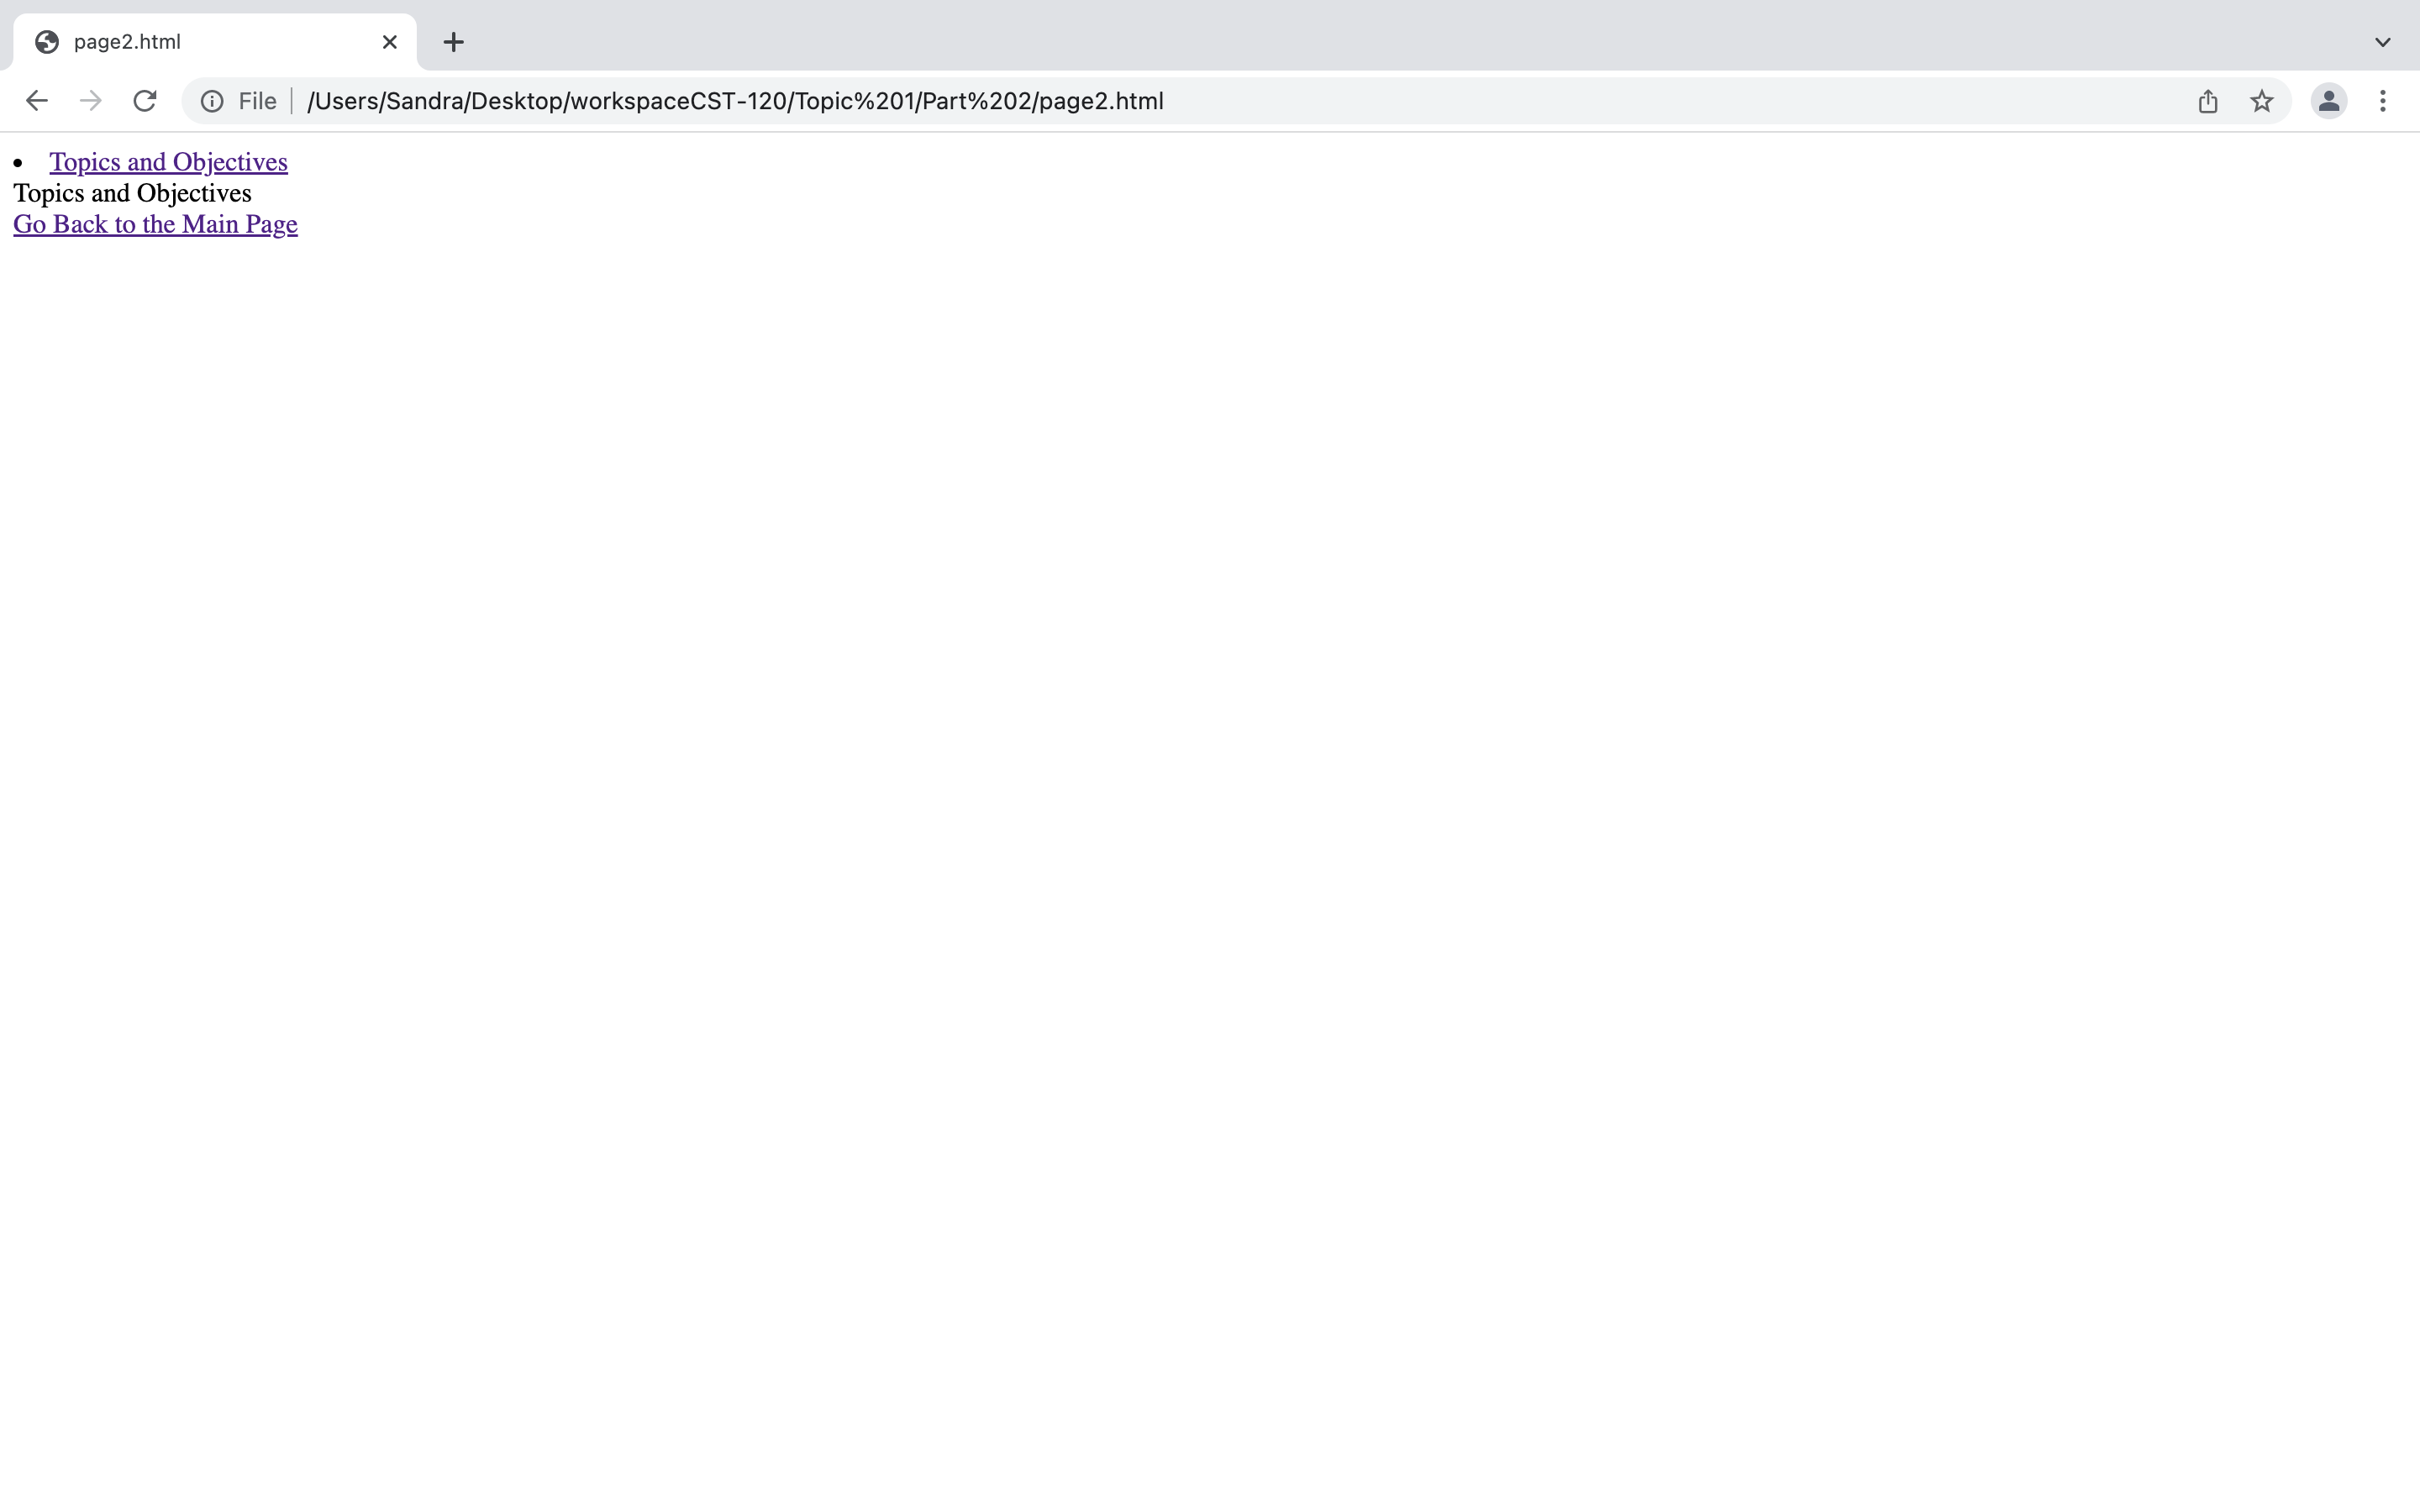 page2.html
File /Users/Sandra/Desktop/workspaceCST-120/Topic%201/Part%202/page2.html
• Topics and Objectives
Topics and Objectives
Go Back to the Main Page